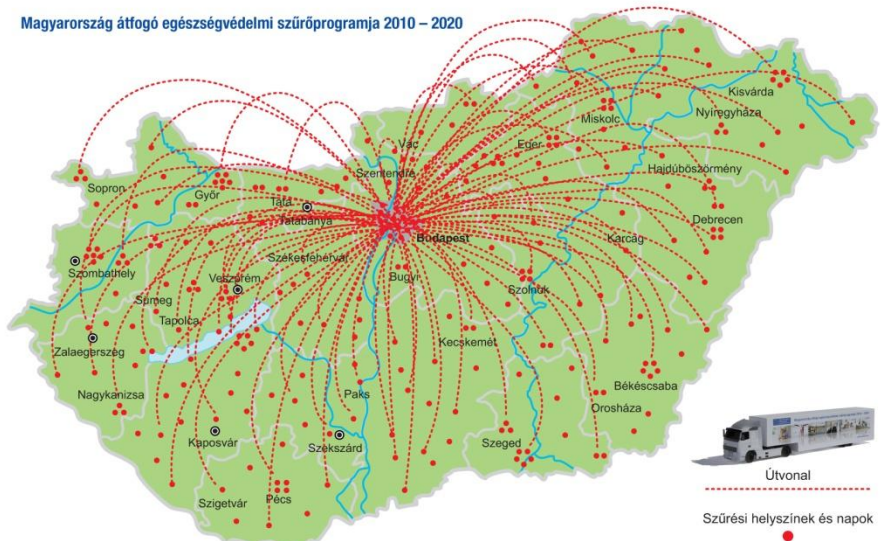 Magyarország átfogó egészségvédelmi szűrőprogramja 2010 – 2020
Kisvárda
Nyíregyháza
Miskolc
Vác
Eger
Szentendre
Hajdúböszörmény
Sopron
Győr
Tata
Tatabánya
Debrecen
Budapest
Karcag
Székesfehérvár
Szombathely
Veszprém
Bugyi
Szolnok
Sümeg
Tapolca
Kecskemét
Zalaegerszeg
Békéscsaba
Nagykanizsa
Paks
Orosháza
Kaposvár
Székszárd
Szeged
Szigetvár
Pécs
Útvonal
Szűrési helyszínek és napok